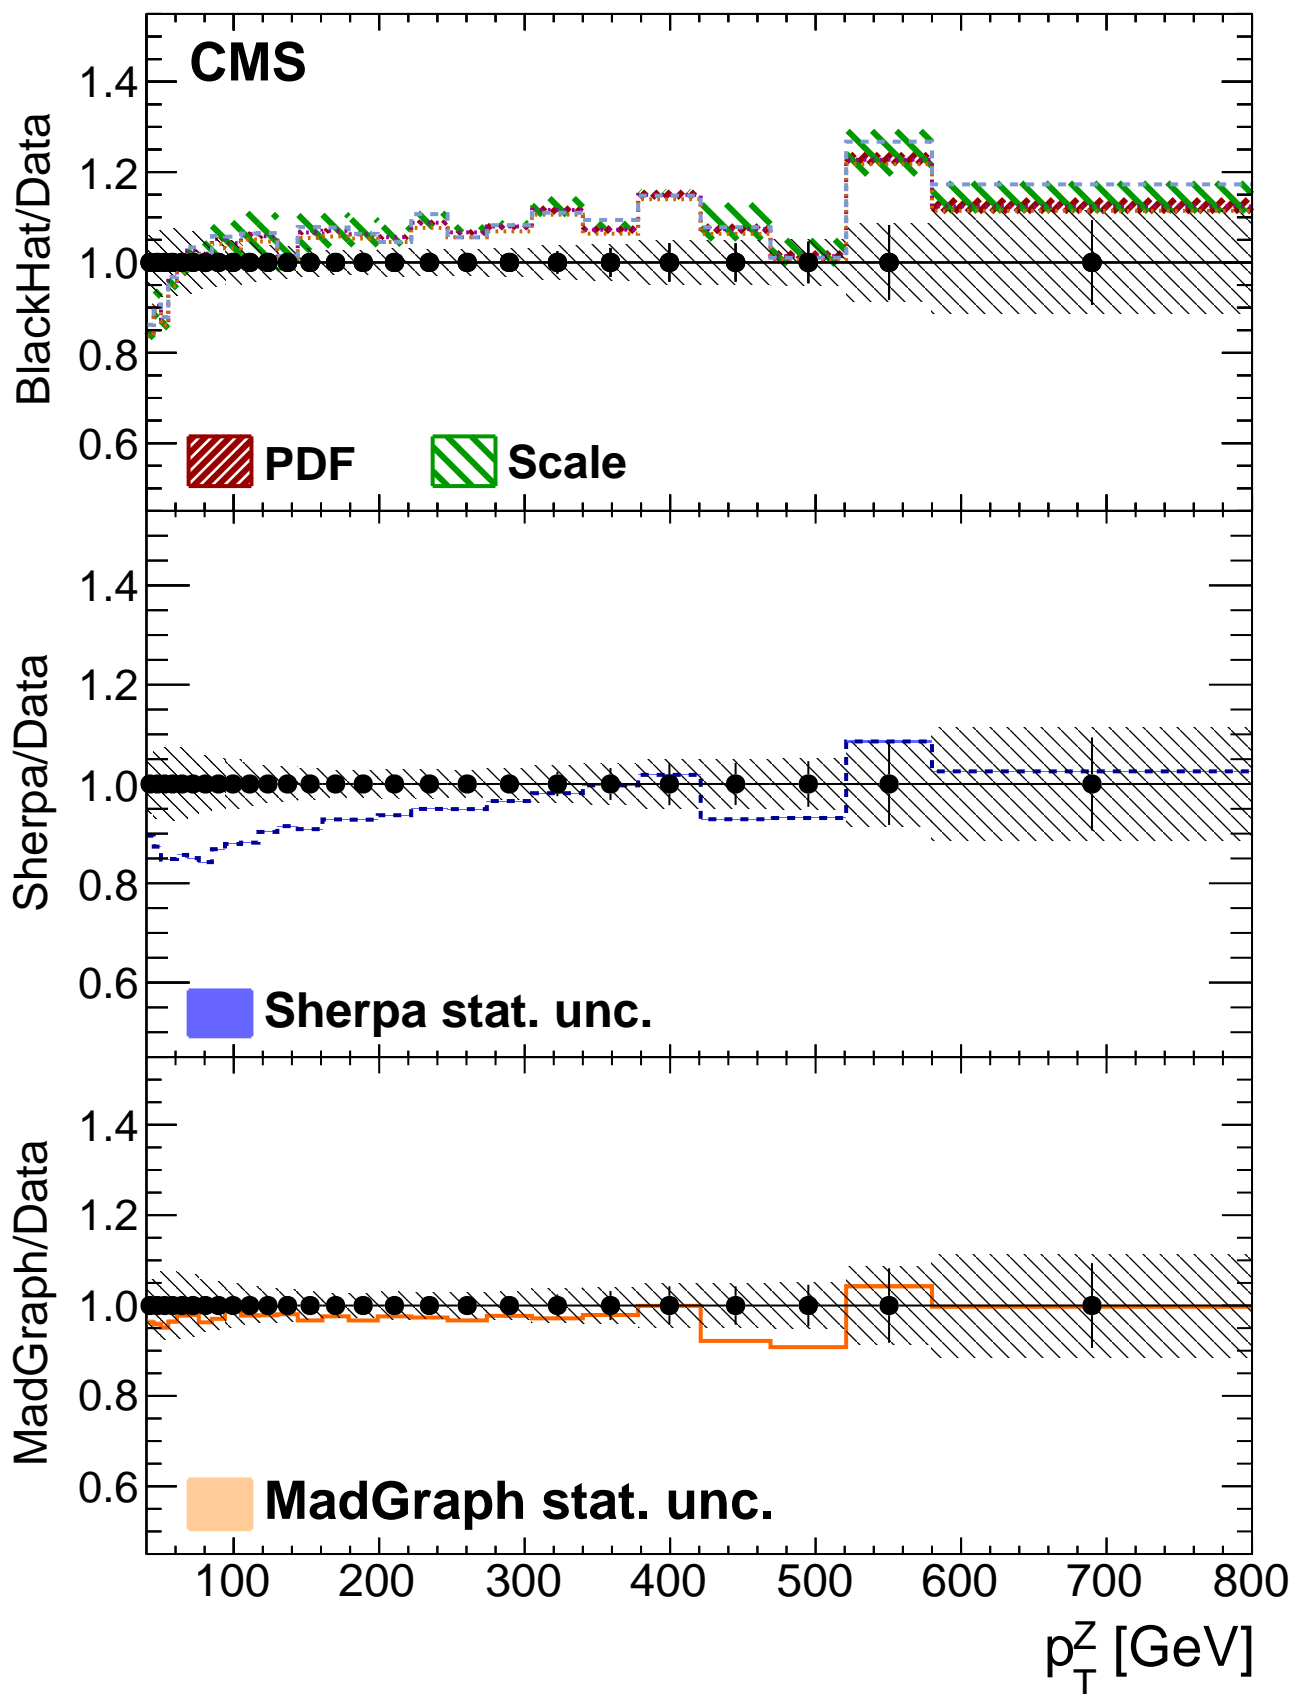 CMS
BlackHat/Data
1.4
1.2
1.0
0.8
0.6
PDF
Scale
Sherpa/Data
1.4
1.2
1.0
0.8
0.6
Sherpa stat. unc.
MadGraph/Data
1.4
1.2
1.0
0.8
0.6
MadGraph stat. unc.
100 200 300 400 500 600 700 800
p_T^Z [GeV]